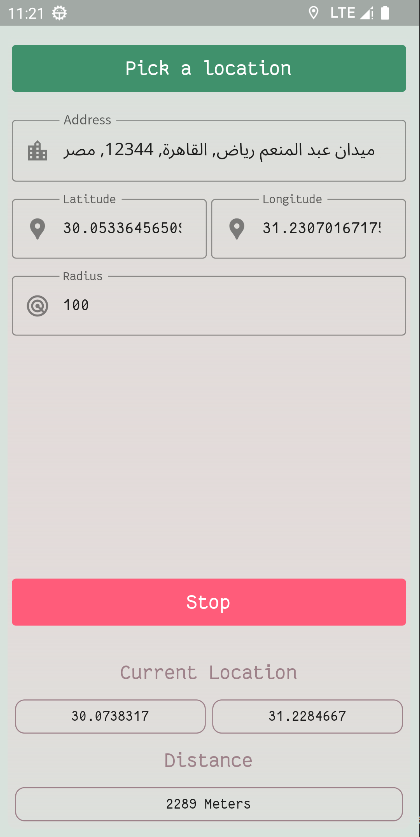 11:21 LTE
Pick a location
Address
ميدان عبد المنعم رياض, القاهرة, 12344, مصر
Latitude Longitude
30.0533645650 31.2307016717
Radius
100
Stop
Current Location
30.0738317 31.2284667
Distance
2289 Meters